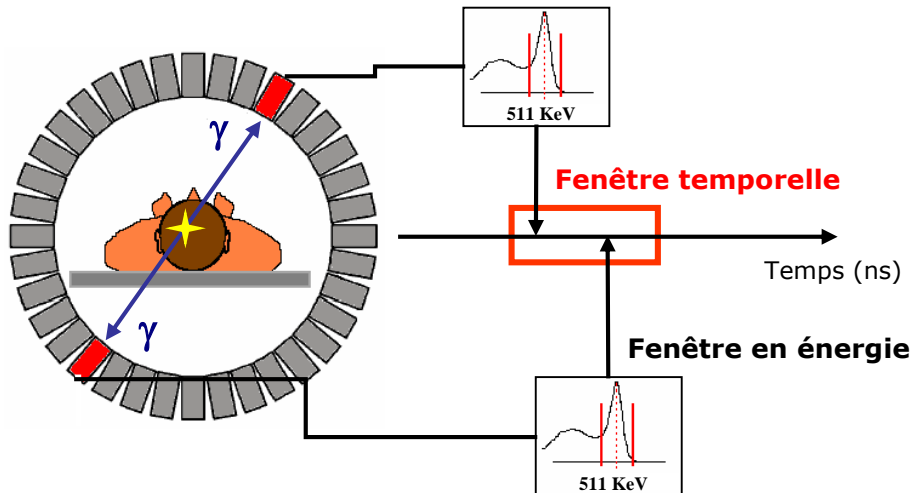 511 KeV
γ
Fenêtre temporelle
Temps (ns)
γ
Fenêtre en énergie
511 KeV